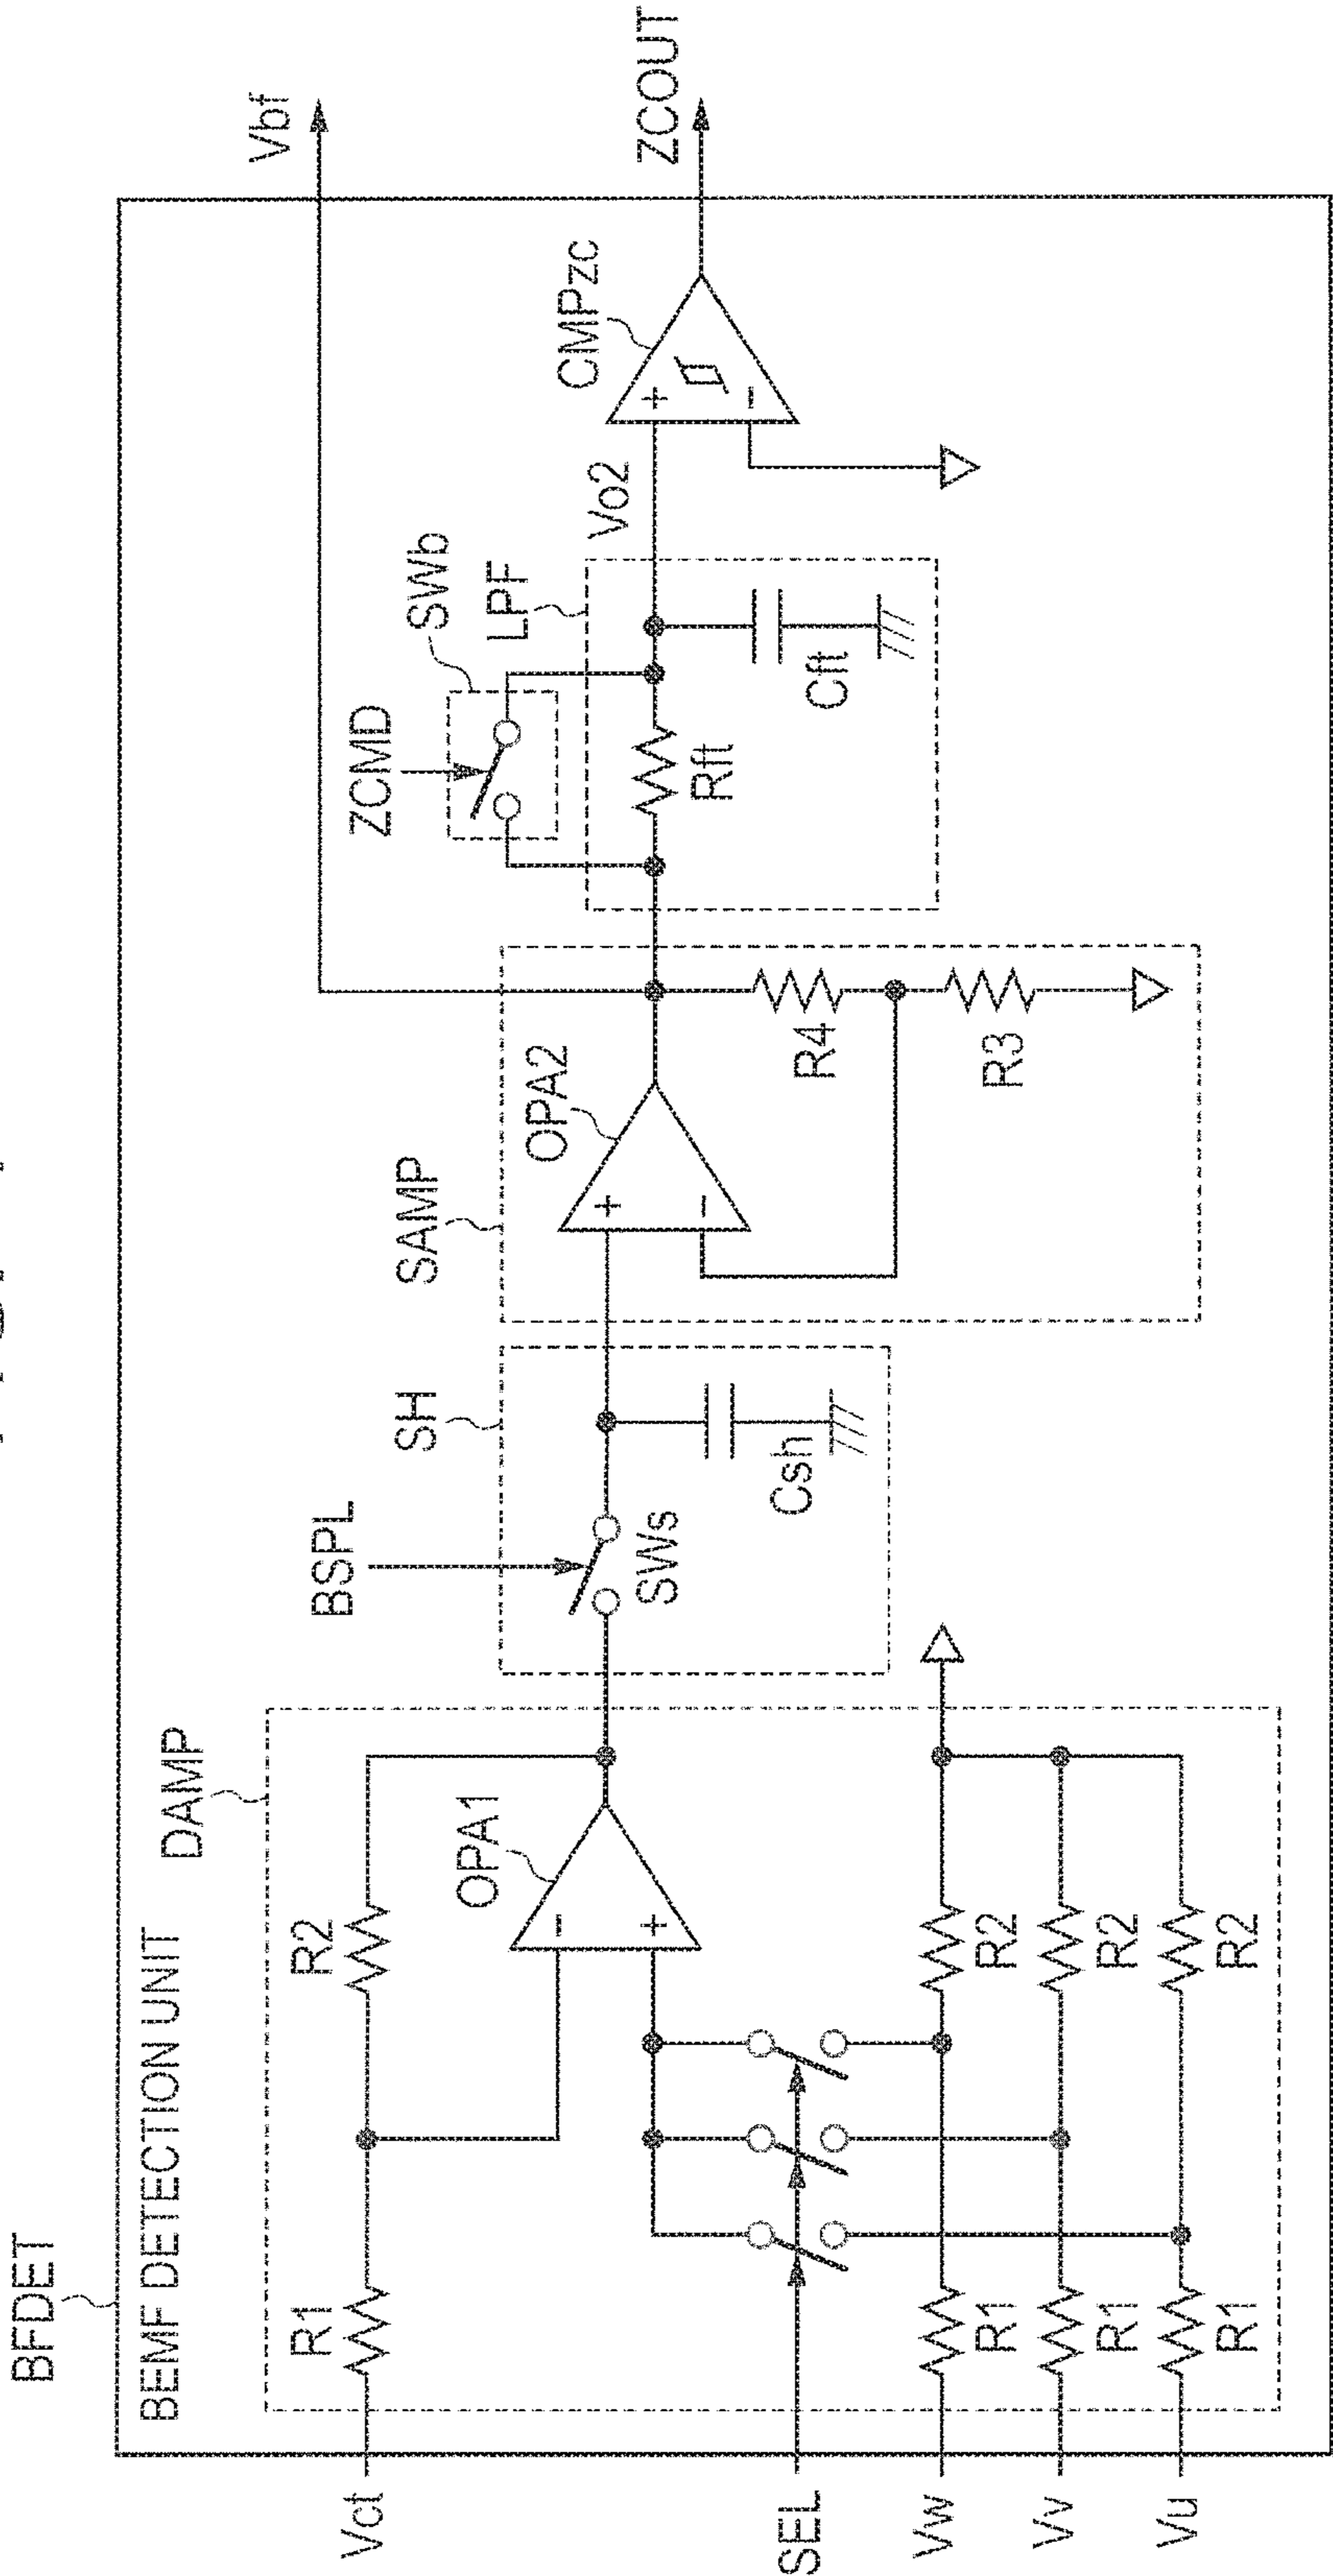 BFDET
BEMF DETECTION UNIT
DAMP
Vct
R1
R2
OPA1
-
+
SEL
Vw
R1
R2
Vv
R1
R2
Vu
R1
R2
BSPL
SH
SWs
Csh
SAMP
OPA2
+
-
R4
R3
ZCMD
SWb
LPF
Rft
Cft
Vo2
CMPzc
+
-
Vbf
ZCOUT